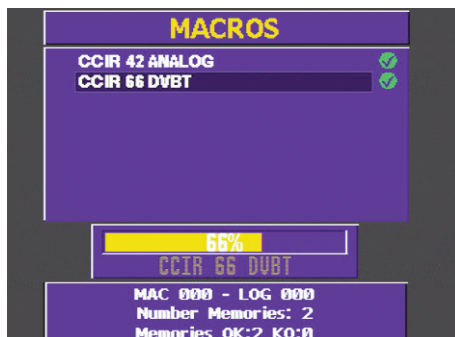 MACROS
CCIR 42 ANALOG
CCIR 66 DVBT
66%
CCIR 66 DVBT
MAC 000 - LOG 000
Number Memories: 2
Memories OK:2 KO:0